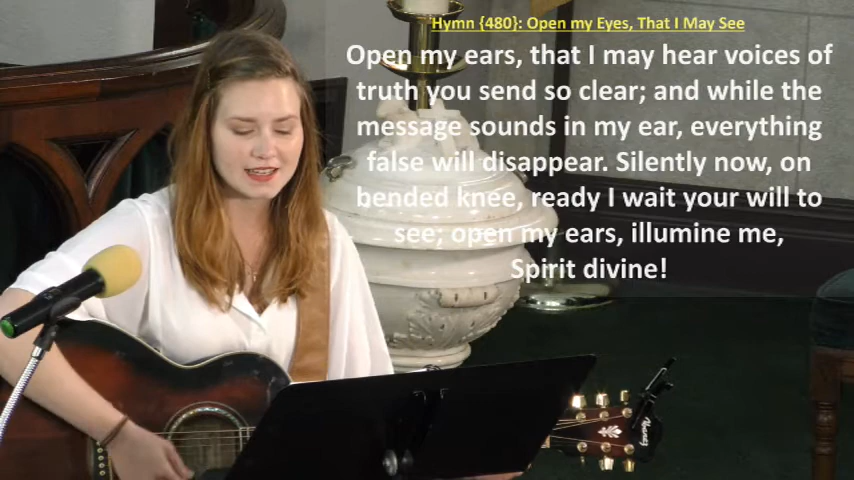 Hymn {480}: Open my Eyes, That I May See
Open my ears, that I may hear voices of
truth you send so clear; and while the
message sounds in my ear, everything
false will disappear. Silently now, on
bended knee, ready I wait your will to
see; open my ears, illumine me,
Spirit divine!
Ibanez